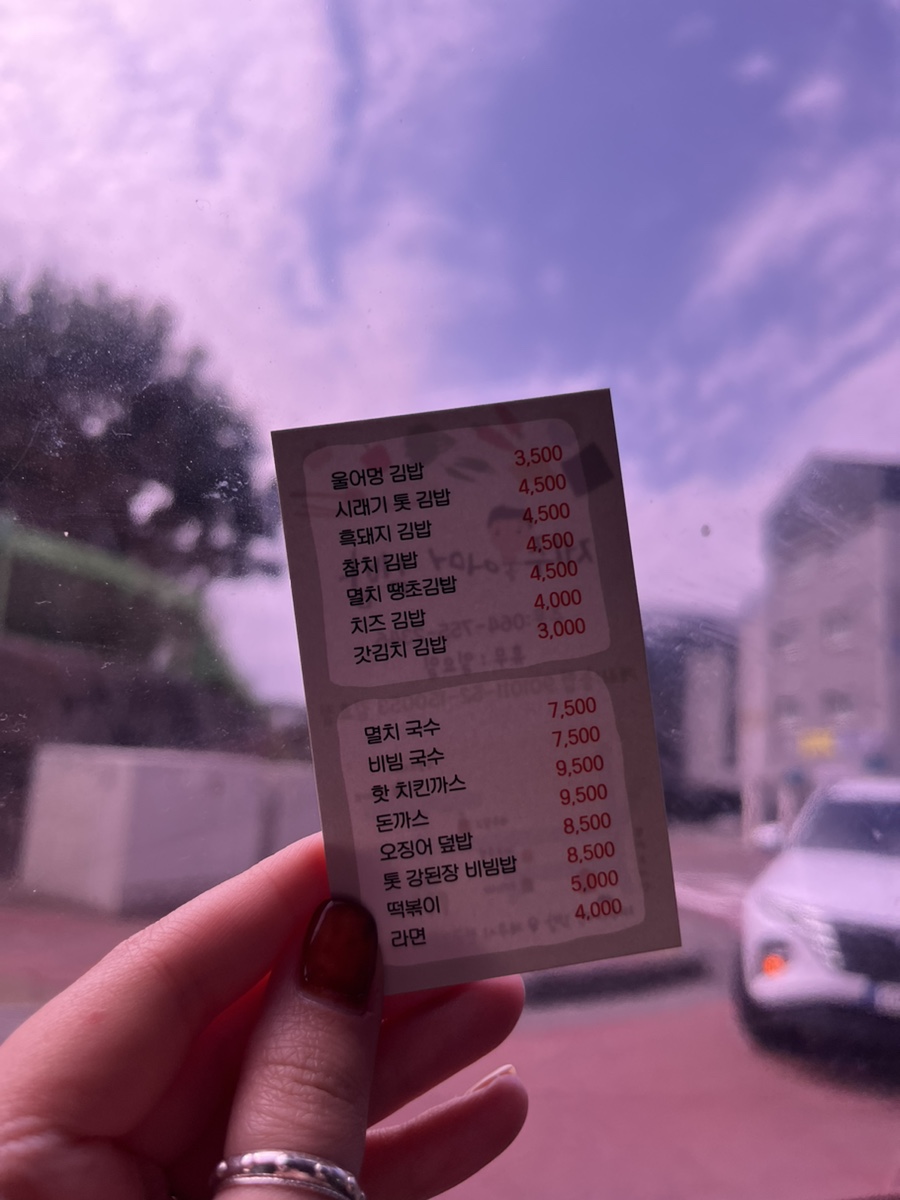 울어멍 김밥 3,500
시래기 톳 김밥 4,500
흑돼지 김밥 4,500
참치 김밥 4,500
멸치 땡초김밥 4,500
치즈 김밥 4,000
갓김치 김밥 3,000
멸치 국수 7,500
비빔 국수 7,500
핫 치킨까스 9,500
돈까스 9,500
오징어 덮밥 8,500
톳 강된장 비빔밥 8,500
떡볶이 5,000
라면 4,000